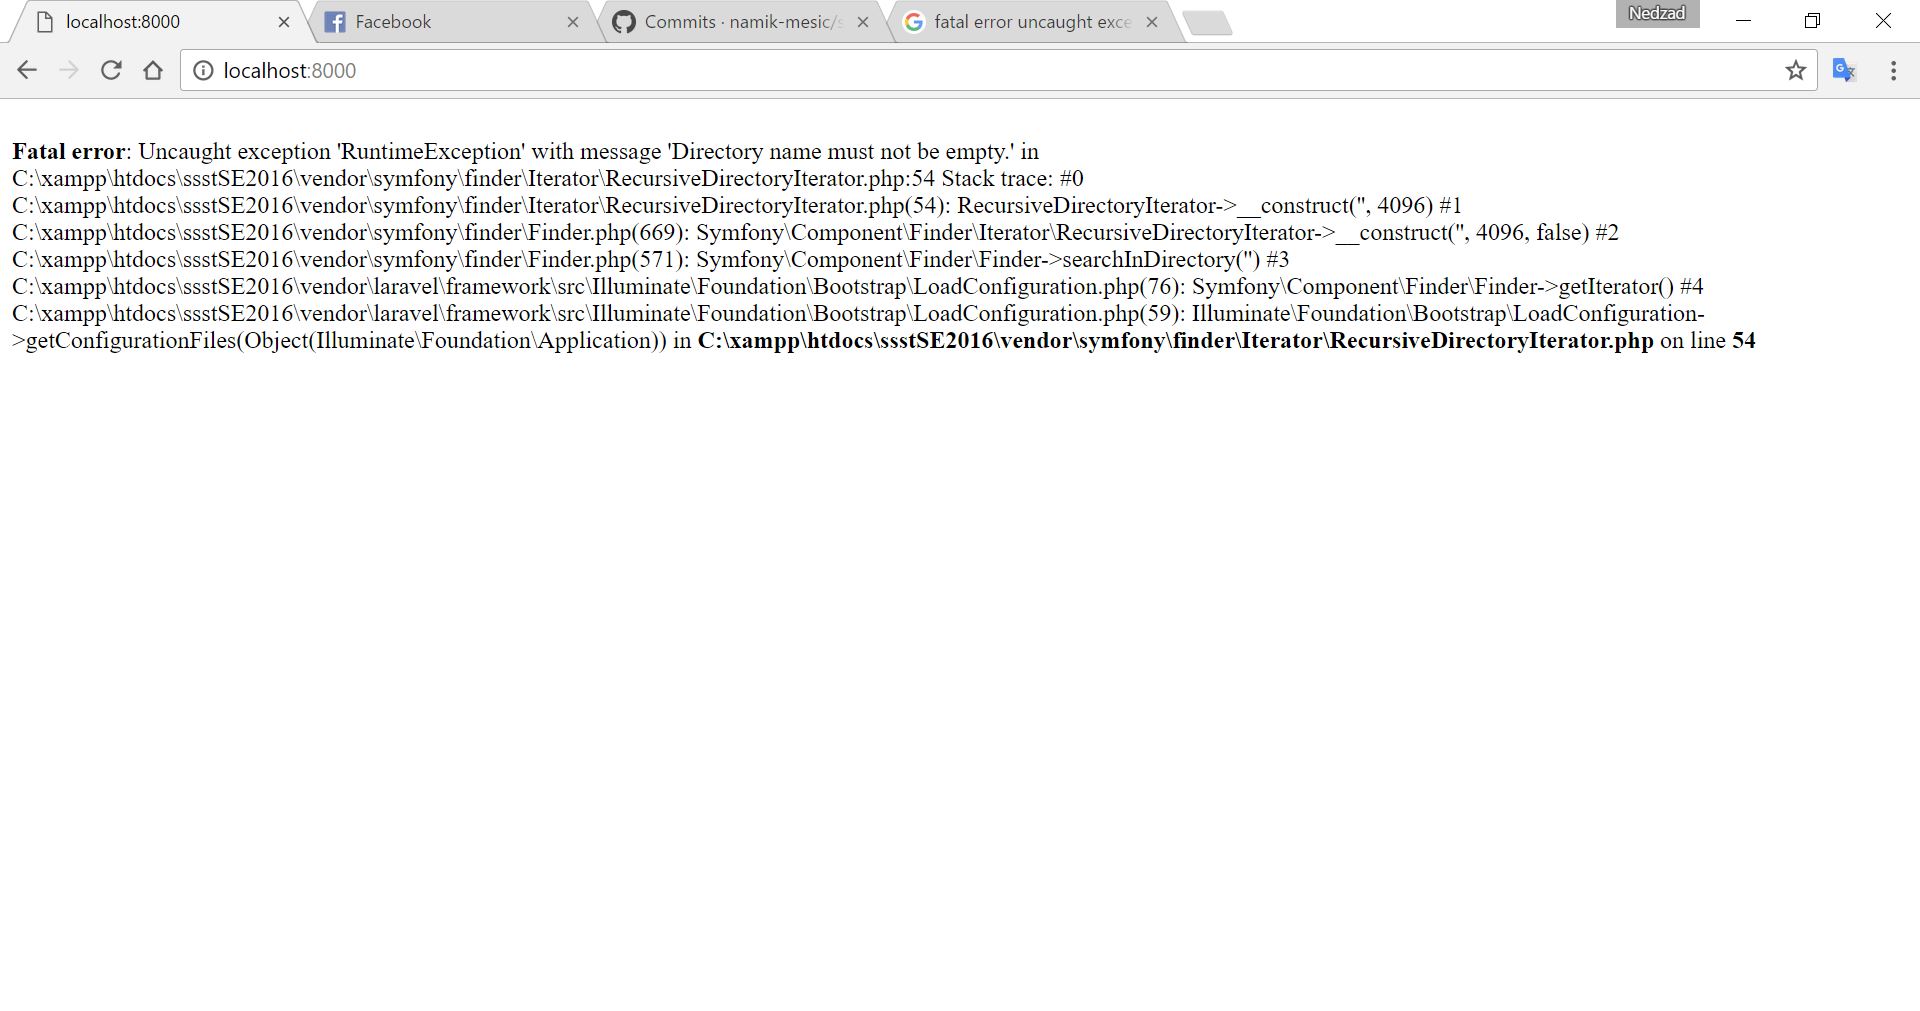 localhost:8000
Facebook
Commits · namik-mesic/s
fatal error uncaught exce
Nedzad
localhost:8000
Fatal error: Uncaught exception 'RuntimeException' with message 'Directory name must not be empty.' in
C:\xampp\htdocs\ssstSE2016\vendor\symfony\finder\Iterator\RecursiveDirectoryIterator.php:54 Stack trace: #0
C:\xampp\htdocs\ssstSE2016\vendor\symfony\finder\Iterator\RecursiveDirectoryIterator.php(54): RecursiveDirectoryIterator->__construct('', 4096) #1
C:\xampp\htdocs\ssstSE2016\vendor\symfony\finder\Finder.php(669): Symfony\Component\Finder\Iterator\RecursiveDirectoryIterator->__construct('', 4096, false) #2
C:\xampp\htdocs\ssstSE2016\vendor\symfony\finder\Finder.php(571): Symfony\Component\Finder\Finder->searchInDirectory('') #3
C:\xampp\htdocs\ssstSE2016\vendor\laravel\framework\src\Illuminate\Foundation\Bootstrap\LoadConfiguration.php(76): Symfony\Component\Finder\Finder->getIterator() #4
C:\xampp\htdocs\ssstSE2016\vendor\laravel\framework\src\Illuminate\Foundation\Bootstrap\LoadConfiguration.php(59): Illuminate\Foundation\Bootstrap\LoadConfiguration-
>getConfigurationFiles(Object(Illuminate\Foundation\Application)) in C:\xampp\htdocs\ssstSE2016\vendor\symfony\finder\Iterator\RecursiveDirectoryIterator.php on line 54